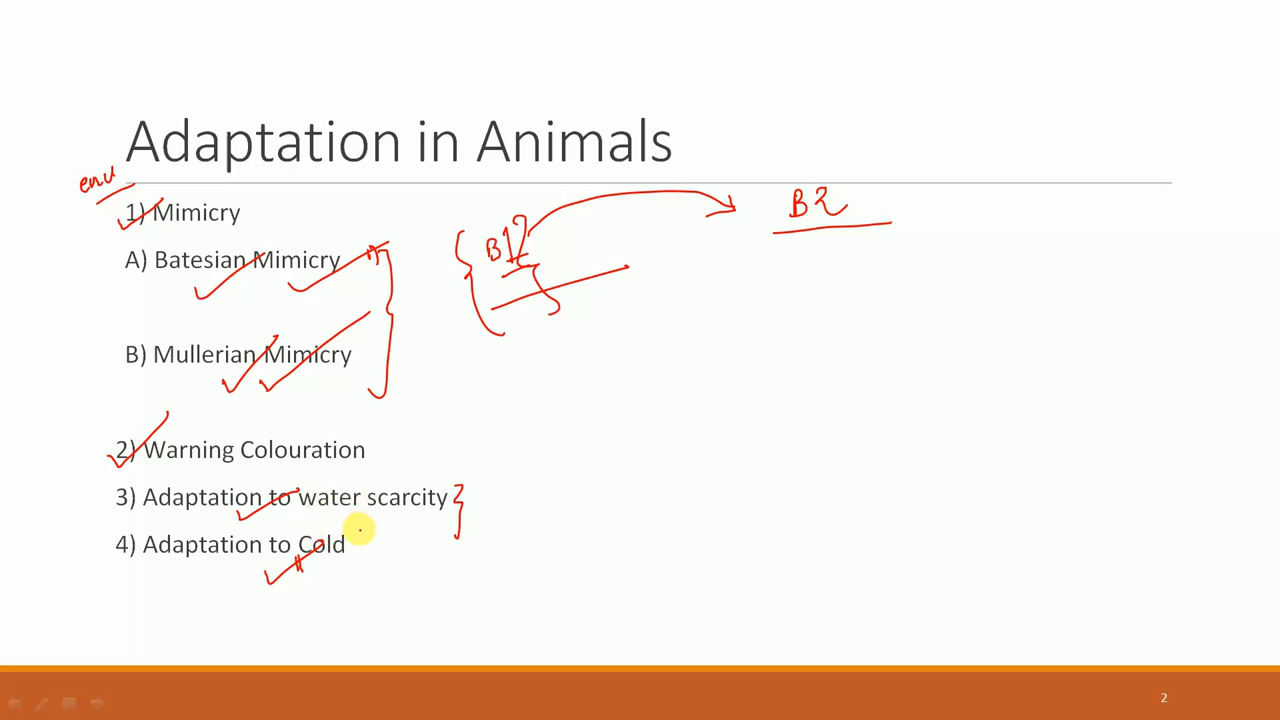 Adaptation in Animals
env
1) Mimicry
B2
A) Batesian Mimicry
B1
B) Mullerian Mimicry
2) Warning Colouration
3) Adaptation to water scarcity
4) Adaptation to Cold
2